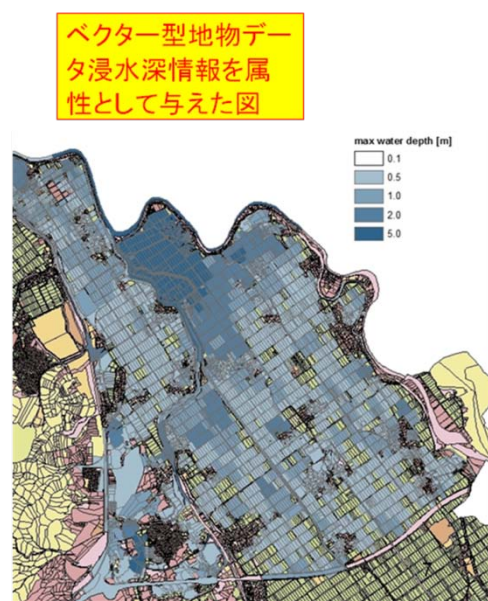 ベクター型地物デー
タ浸水深情報を属
性として与えた図
max water depth [m]
0.1
0.5
1.0
2.0
5.0